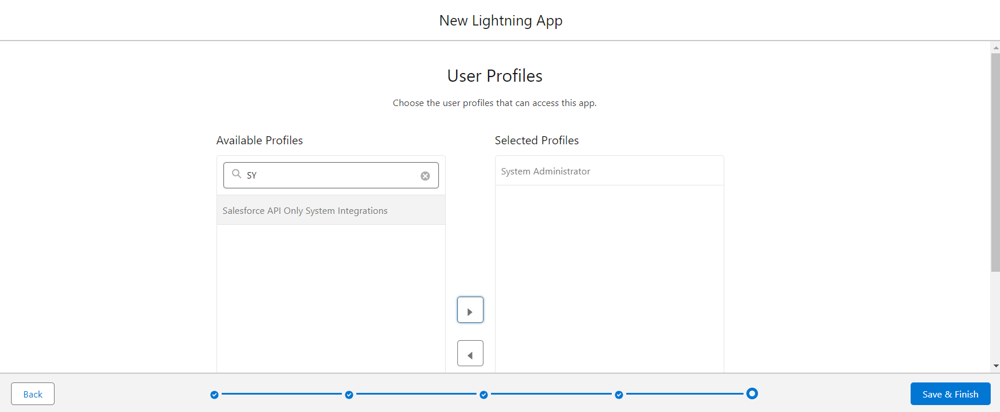 New Lightning App
User Profiles
Choose the user profiles that can access this app.
Available Profiles
SY
Salesforce API Only System Integrations
Selected Profiles
System Administrator
Back
Save & Finish